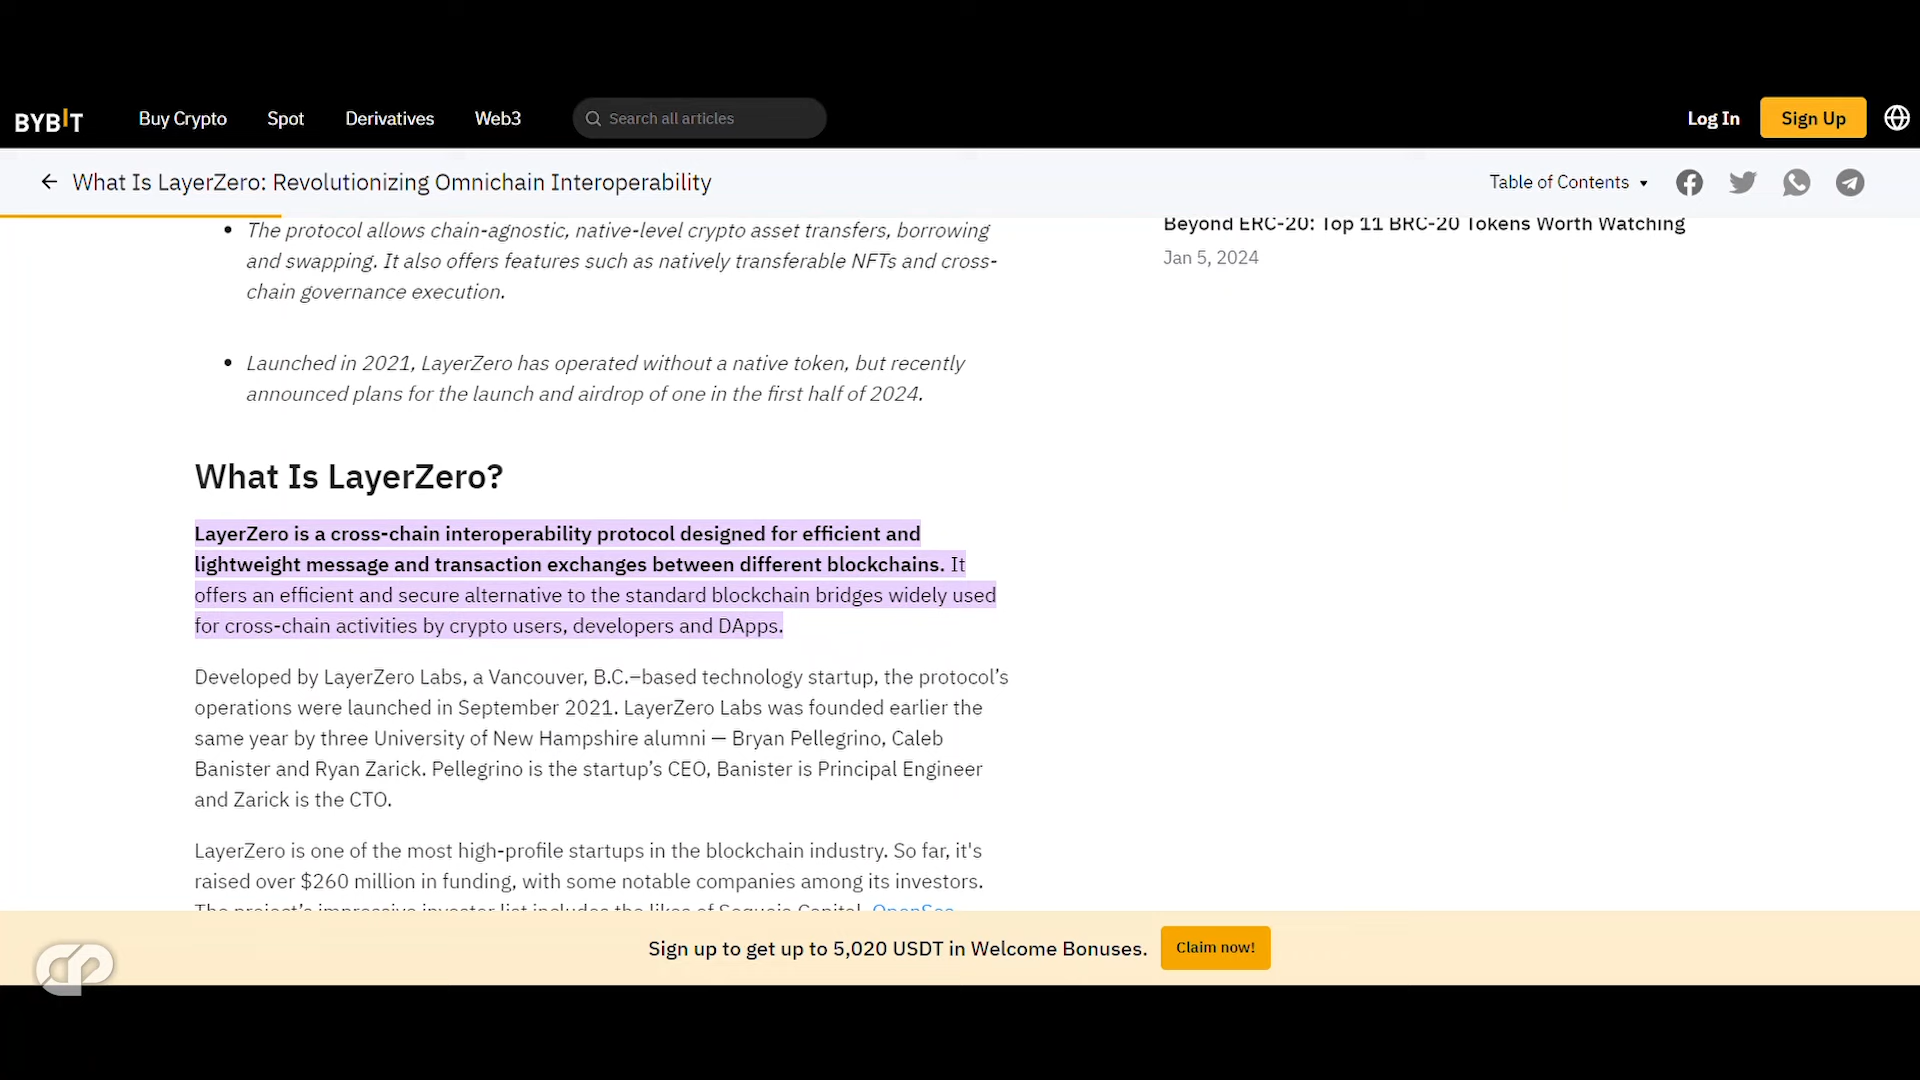 BYBIT Buy Crypto Spot Derivatives Web3 Search all articles Log In Sign Up
What Is LayerZero: Revolutionizing Omnichain Interoperability Table of Contents
The protocol allows chain-agnostic, native-level crypto asset transfers, borrowing
and swapping. It also offers features such as natively transferable NFTs and cross-
chain governance execution.
Launched in 2021, LayerZero has operated without a native token, but recently
announced plans for the launch and airdrop of one in the first half of 2024.
What Is LayerZero?
LayerZero is a cross-chain interoperability protocol designed for efficient and
lightweight message and transaction exchanges between different blockchains. It
offers an efficient and secure alternative to the standard blockchain bridges widely used
for cross-chain activities by crypto users, developers and DApps.
Developed by LayerZero Labs, a Vancouver, B.C.–based technology startup, the protocol's
operations were launched in September 2021. LayerZero Labs was founded earlier the
same year by three University of New Hampshire alumni — Bryan Pellegrino, Caleb
Banister and Ryan Zarick. Pellegrino is the startup's CEO, Banister is Principal Engineer
and Zarick is the CTO.
LayerZero is one of the most high-profile startups in the blockchain industry. So far, it's
raised over $260 million in funding, with some notable companies among its investors.
The project's impressive investor list includes the likes of Sequoia Capital, OpenSea
Beyond ERC-20: Top 11 BRC-20 Tokens Worth Watching
Jan 5, 2024
Sign up to get up to 5,020 USDT in Welcome Bonuses. Claim now!